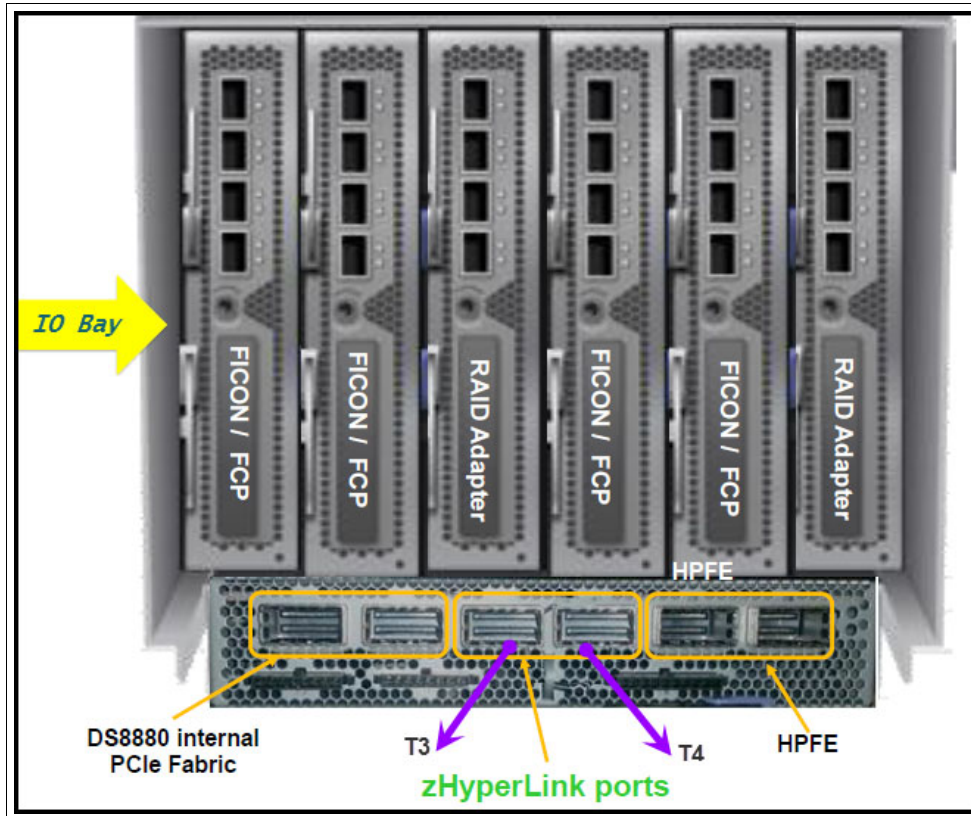 IO Bay
FICON / FCP
FICON / FCP
RAID Adapter
FICON / FCP
FICON / FCP
RAID Adapter
HPFE
DS8880 internal
PCIe Fabric
T3
zHyperLink ports
T4
HPFE